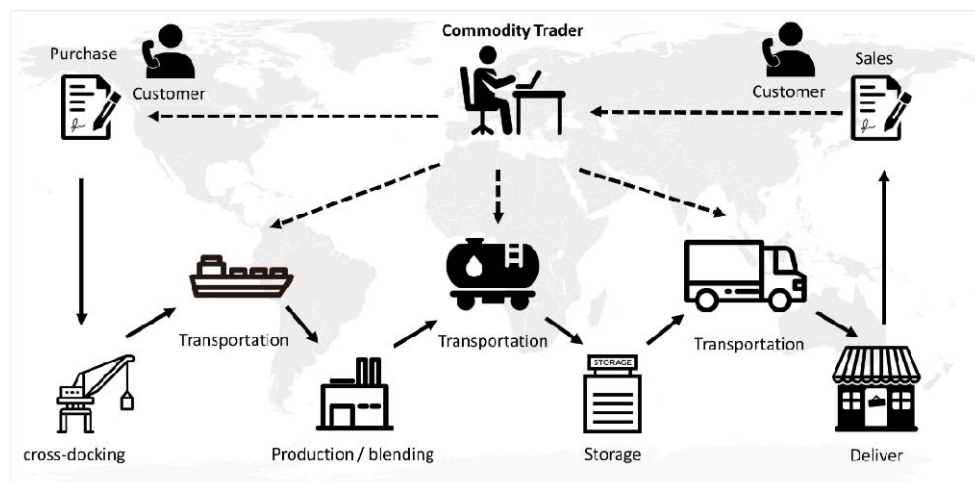 Commodity Trader
Purchase
Customer
Customer
Sales
Transportation
Transportation
Transportation
STORAGE
cross-docking
Production / blending
Storage
Deliver